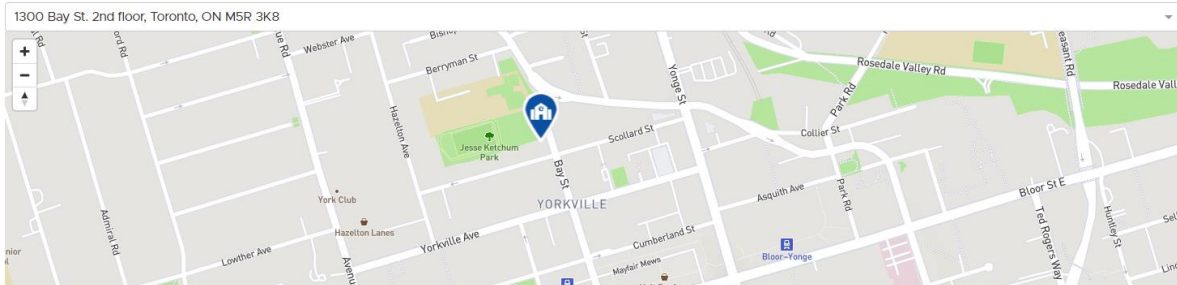 1300 Bay St. 2nd floor, Toronto, ON M5R 3K8
Webster Ave
Berryman St
Hazelton Ave
Jesse Ketchum
Park
Scollard St
Yonge St
Bay St
Park Rd
Rosedale Valley Rd
Collier St
Asquith Ave
Park Rd
Bloor St E
York Club
Hazelton Lanes
YORKVILLE
Yorkville Ave
Cumberland St
Mayfair Mews
Bloor-Yonge
Admiral Rd
Lowther Ave
Ted Rogers Way
Huntley St